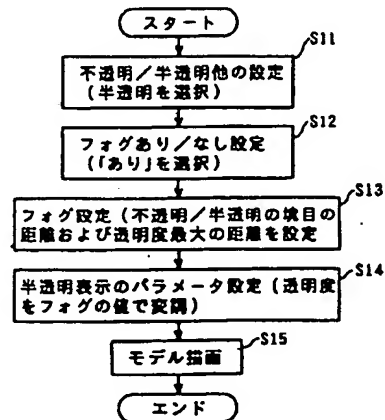 スタート
S11
不透明/半透明他の設定
(半透明を選択)
S12
フォグあり/なし設定
(「あり」を選択)
S13
フォグ設定(不透明/半透明の境目の
距離および透明度最大の距離を設定
S14
半透明表示のパラメータ設定(透明度
をフォグの値で変調)
S15
モデル描画
エンド